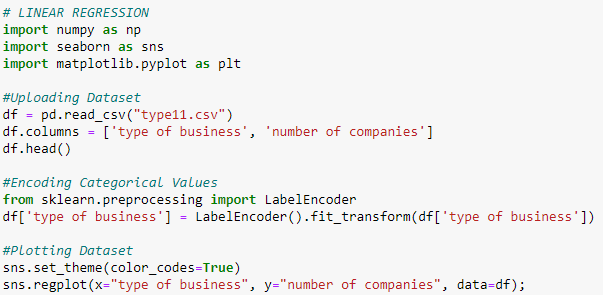 # LINEAR REGRESSION
import numpy as np
import seaborn as sns
import matplotlib.pyplot as plt
#Uploading Dataset
df = pd.read_csv("type11.csv")
df.columns = ['type of business', 'number of companies']
df.head()
#Encoding Categorical Values
from sklearn.preprocessing import LabelEncoder
df['type of business'] = LabelEncoder().fit_transform(df['type of business'])
#Plotting Dataset
sns.set_theme(color_codes=True)
sns.regplot(x="type of business", y="number of companies", data=df);